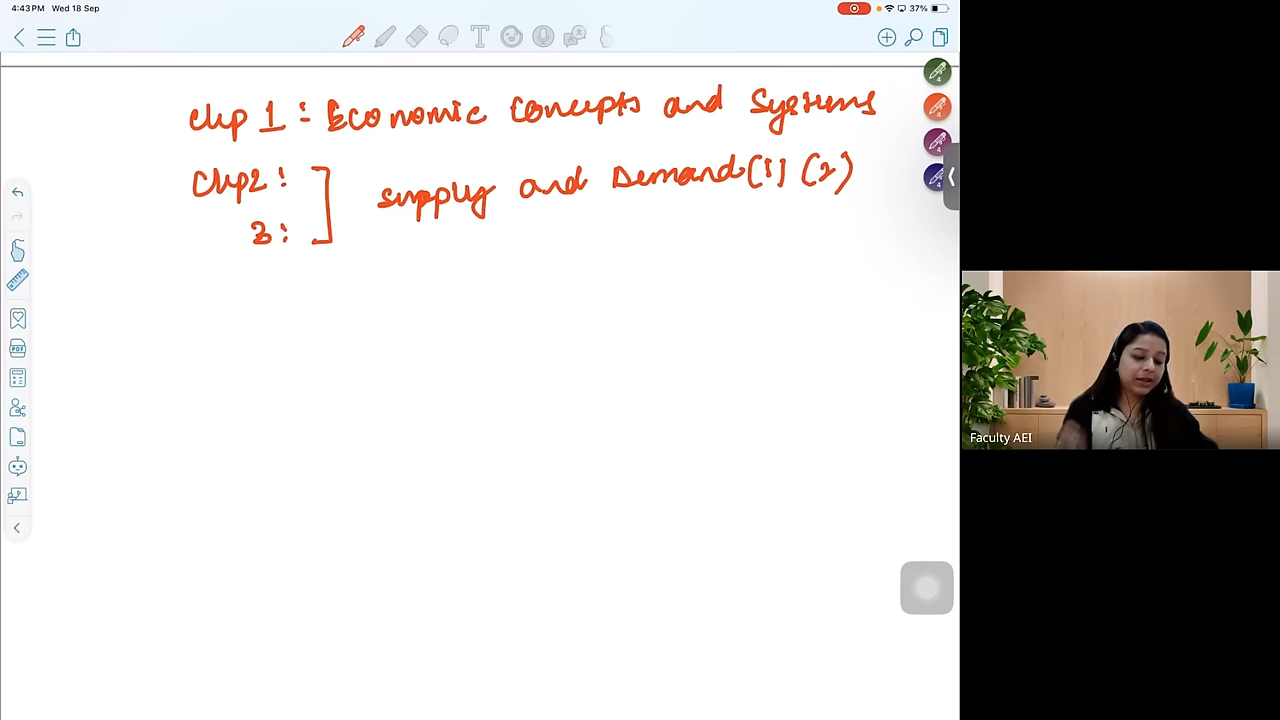 4:43 PM Wed 18 Sep
37%
Chp 1: Economic Concepts and Systems
Chp2:
Supply and Demand (1) (2)
3:
Faculty AEI